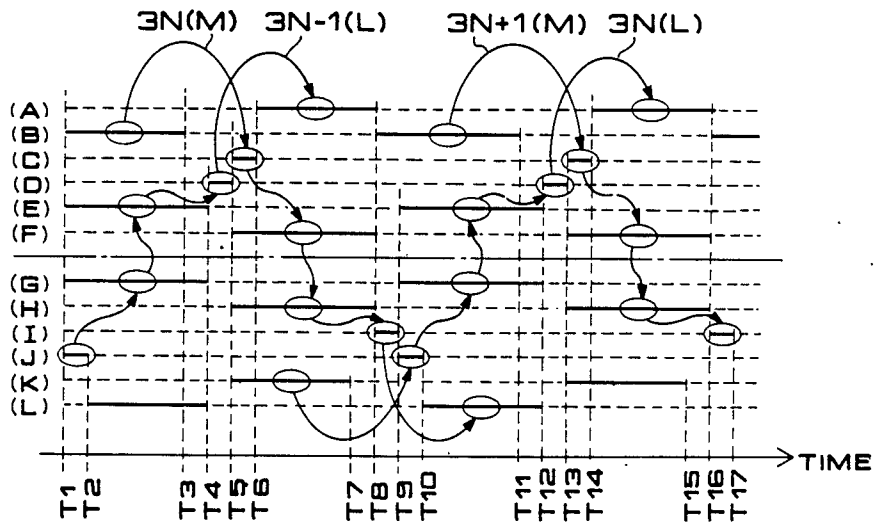 3N(M) 3N-1(L) 3N+1(M) 3N(L)
(A)
(B)
(C)
(D)
(E)
(F)
(G)
(H)
(I)
(J)
(K)
(L)
TIME
T1 T2 T3 T4 T5 T6 T7 T8 T9 T10 T11 T12 T13 T14 T15 T16 T17